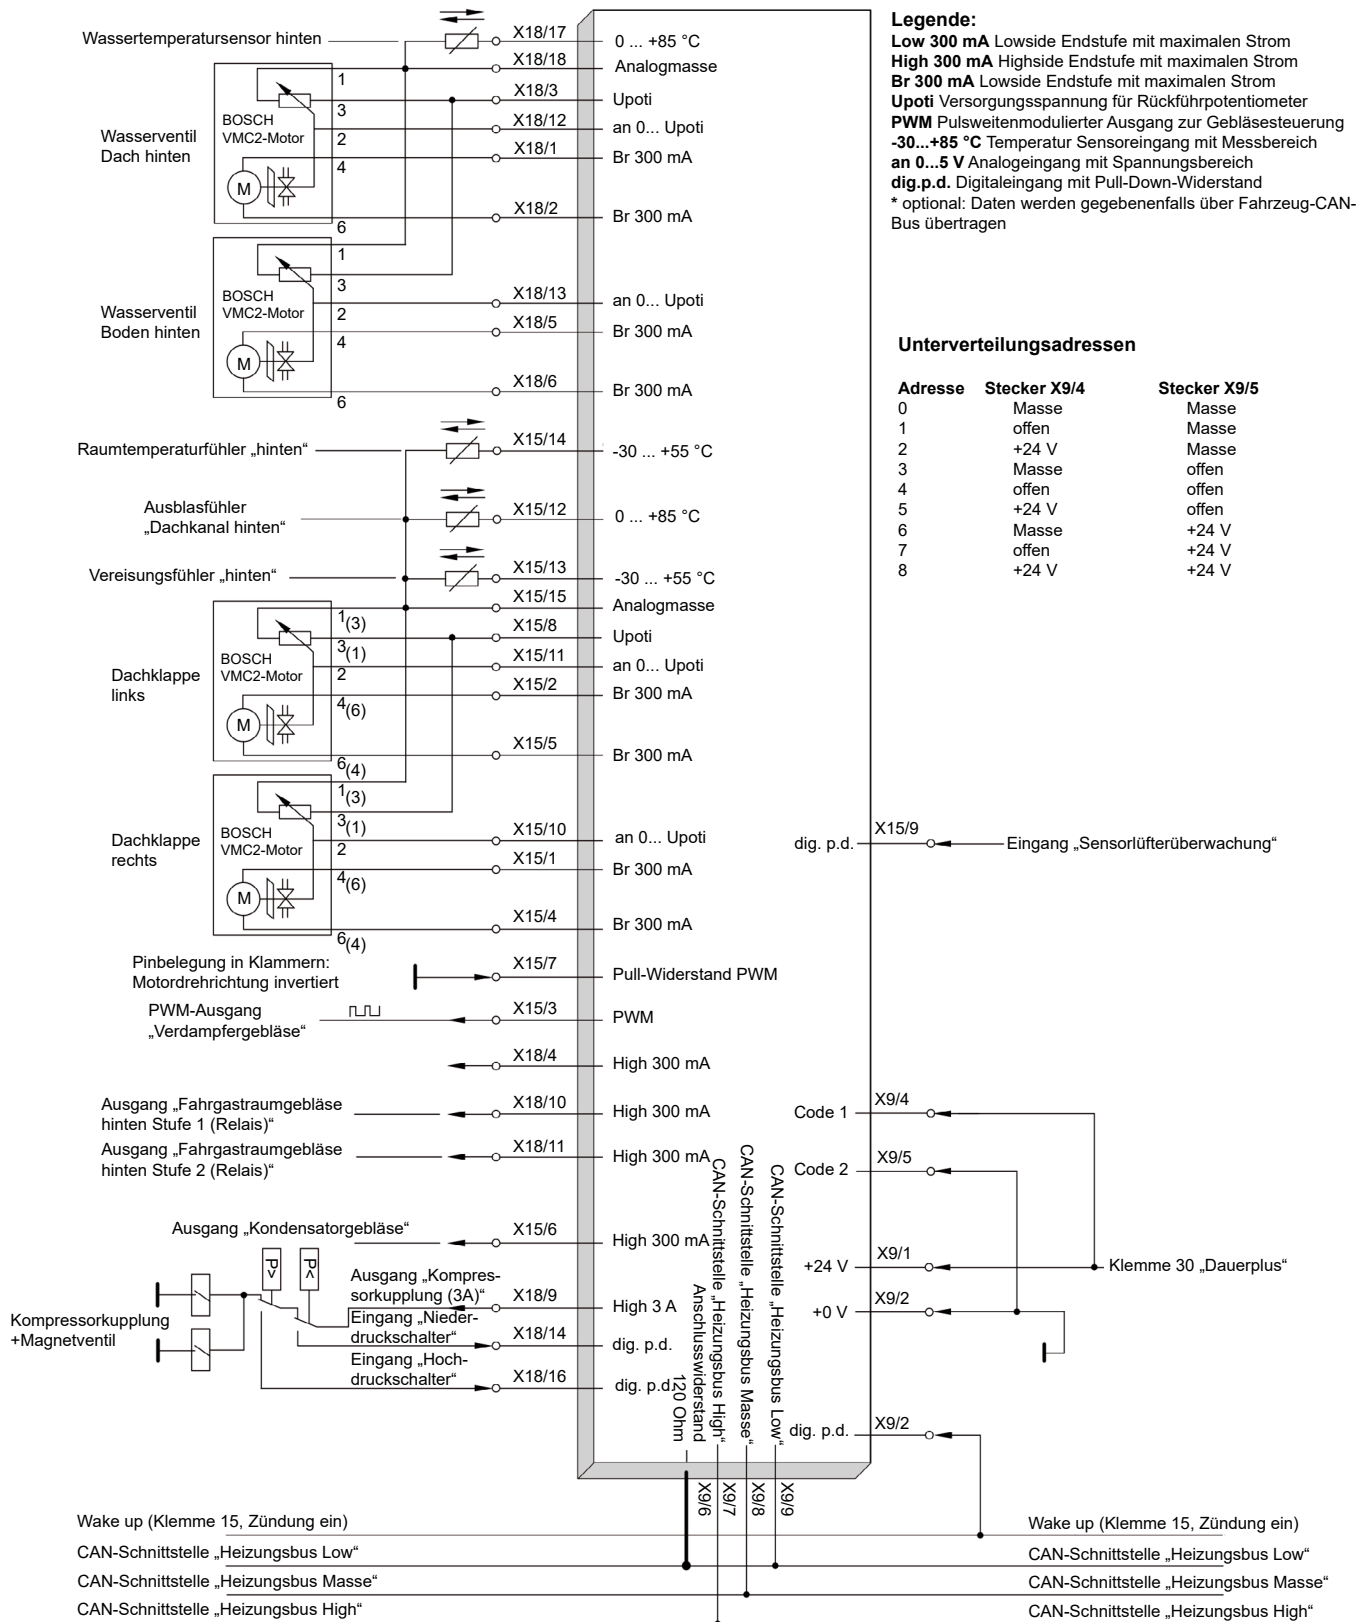 Wassertemperatursensor hinten
X18/17
0 ... +85 °C
X18/18
Analogmasse
Wasserventil
Dach hinten
BOSCH
VMC2-Motor
M
1
3
2
4
6
X18/3
Upoti
X18/12
an 0... Upoti
X18/1
Br 300 mA
X18/2
Br 300 mA
Wasserventil
Boden hinten
BOSCH
VMC2-Motor
M
1
3
2
4
6
X18/13
an 0... Upoti
X18/5
Br 300 mA
X18/6
Br 300 mA
Raumtemperaturfühler „hinten“
X15/14
-30 ... +55 °C
Ausblasfühler
„Dachkanal hinten“
X15/12
0 ... +85 °C
Vereisungsfühler „hinten“
X15/13
-30 ... +55 °C
X15/15
Analogmasse
Dachklappe
links
BOSCH
VMC2-Motor
M
1(3)
3(1)
2
4(6)
6(4)
X15/8
Upoti
X15/11
an 0... Upoti
X15/2
Br 300 mA
X15/5
Br 300 mA
Dachklappe
rechts
BOSCH
VMC2-Motor
M
1(3)
3(1)
2
4(6)
6(4)
X15/10
an 0... Upoti
X15/1
Br 300 mA
X15/4
Br 300 mA
Pinbelegung in Klammern:
Motordrehrichtung invertiert
X15/7
Pull-Widerstand PWM
PWM-Ausgang
„Verdampfergebläse“
X15/3
PWM
X18/4
High 300 mA
Ausgang „Fahrgastraumgebläse
hinten Stufe 1 (Relais)“
X18/10
High 300 mA
Ausgang „Fahrgastraumgebläse
hinten Stufe 2 (Relais)“
X18/11
High 300 mA
Ausgang „Kondensatorgebläse“
X15/6
High 300 mA
P>
P<
Kompressorkupplung
+Magnetventil
Ausgang „Kompres-
sorkupplung (3A)“
X18/9
High 3 A
Eingang „Nieder-
druckschalter“
X18/14
dig. p.d.
Eingang „Hoch-
druckschalter“
X18/16
dig. p.d.
120 Ohm
Anschlusswiderstand
CAN-Schnittstelle „Heizungsbus High“
CAN-Schnittstelle „Heizungsbus Masse“
CAN-Schnittstelle „Heizungsbus Low“
X9/6
X9/7
X9/8
X9/9
Legende:
Low 300 mA Lowside Endstufe mit maximalen Strom
High 300 mA Highside Endstufe mit maximalen Strom
Br 300 mA Lowside Endstufe mit maximalen Strom
Upoti Versorgungsspannung für Rückführpotentiometer
PWM Pulsweitenmodulierter Ausgang zur Gebläsesteuerung
-30...+85 °C Temperatur Sensoreingang mit Messbereich
an 0...5 V Analogeingang mit Spannungsbereich
dig.p.d. Digitaleingang mit Pull-Down-Widerstand
* optional: Daten werden gegebenenfalls über Fahrzeug-CAN-
Bus übertragen
Unterverteilungsadressen
Adresse Stecker X9/4 Stecker X9/5
0 Masse Masse
1 offen Masse
2 +24 V Masse
3 Masse offen
4 offen offen
5 +24 V offen
6 Masse +24 V
7 offen +24 V
8 +24 V +24 V
dig. p.d.
X15/9
Eingang „Sensorlüfterüberwachung“
Code 1
X9/4
Code 2
X9/5
+24 V
X9/1
Klemme 30 „Dauerplus“
+0 V
X9/2
dig. p.d.
X9/2
Wake up (Klemme 15, Zündung ein)
Wake up (Klemme 15, Zündung ein)
CAN-Schnittstelle „Heizungsbus Low“
CAN-Schnittstelle „Heizungsbus Low“
CAN-Schnittstelle „Heizungsbus Masse“
CAN-Schnittstelle „Heizungsbus Masse“
CAN-Schnittstelle „Heizungsbus High“
CAN-Schnittstelle „Heizungsbus High“